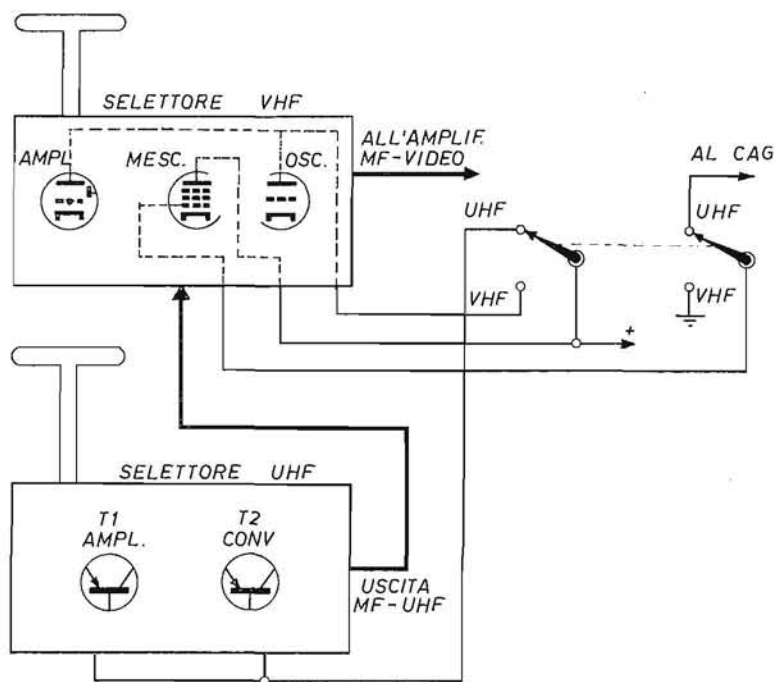 SELETTORE VHF
AMPL.
MESC.
OSC.
ALL'AMPLIF.
MF-VIDEO
AL CAG
UHF
UHF
VHF
VHF
+
SELETTORE UHF
T1
AMPL.
T2
CONV
USCITA
MF-UHF